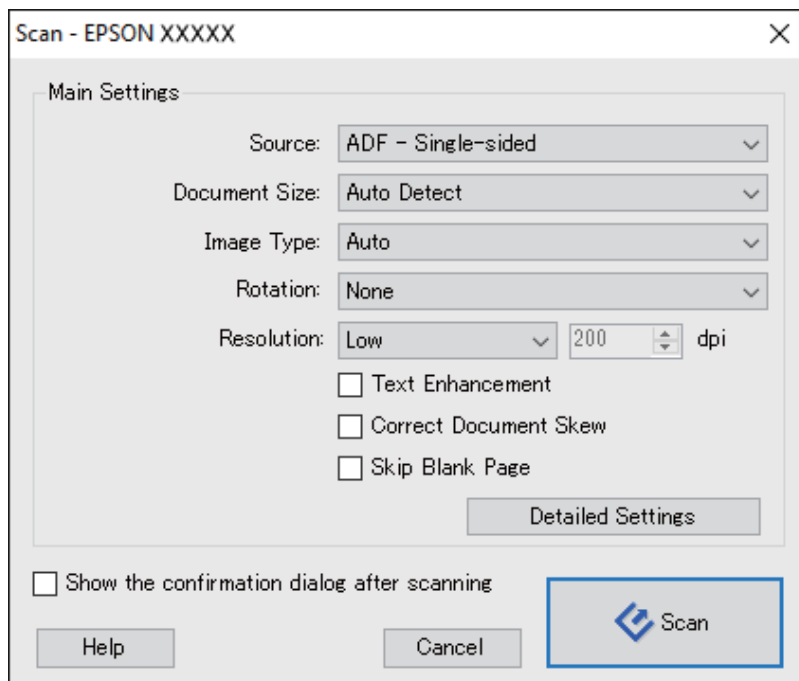 Scan - EPSON XXXXX
Main Settings
Source: ADF - Single-sided
Document Size: Auto Detect
Image Type: Auto
Rotation: None
Resolution: Low 200 dpi
Text Enhancement
Correct Document Skew
Skip Blank Page
Detailed Settings
Show the confirmation dialog after scanning
Scan
Help Cancel